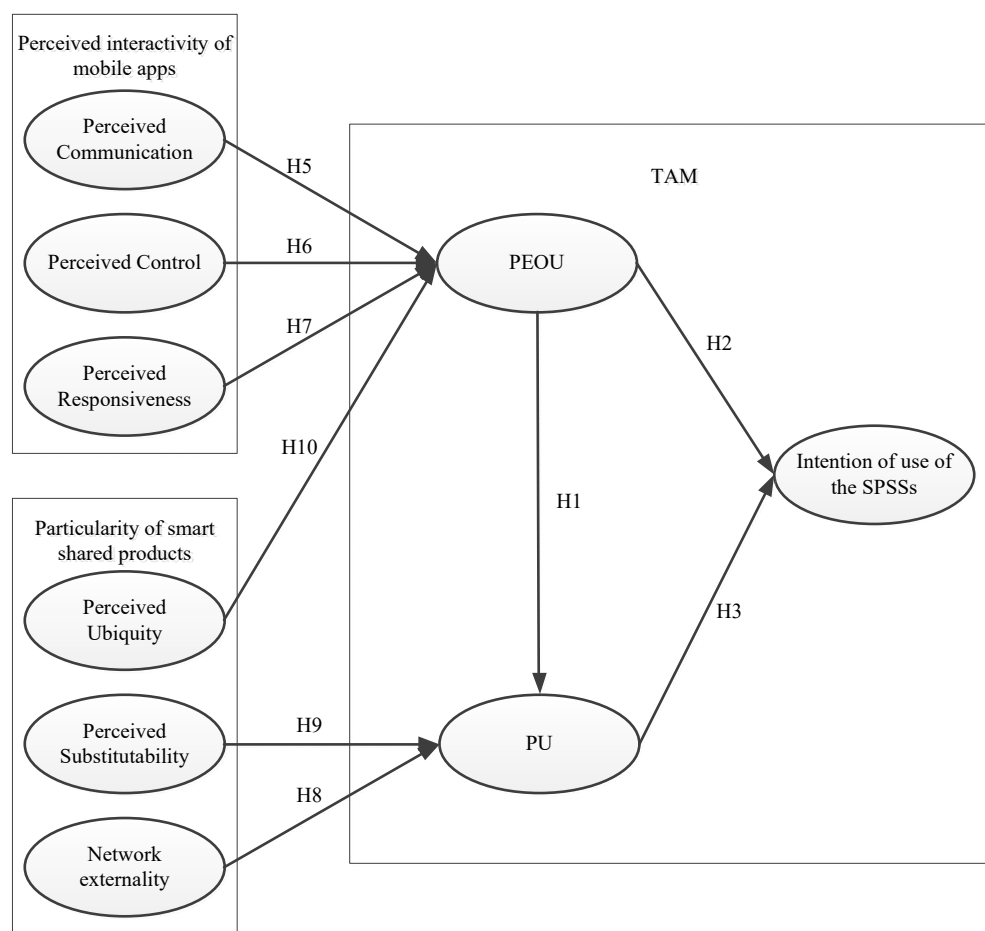 Perceived interactivity of
mobile apps
Perceived
Communication
Perceived Control
Perceived
Responsiveness
H5
H6
H7
H10
Particularity of smart
shared products
Perceived
Ubiquity
Perceived
Substitutability
Network
externality
H9
H8
TAM
PEOU
H2
H1
Intention of use of
the SPSSs
H3
PU